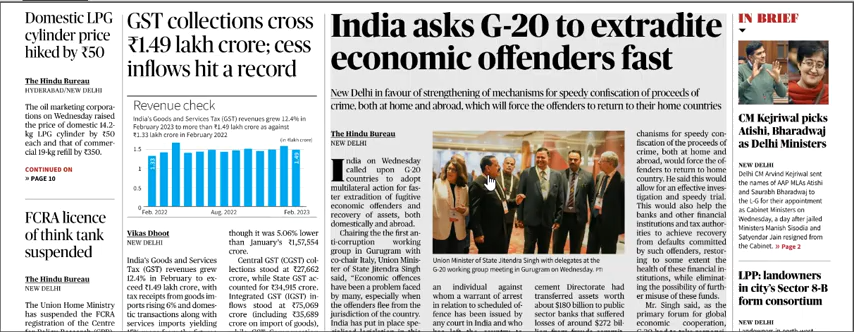 Domestic LPG
cylinder price
hiked by ₹50
The Hindu Bureau
HYDERABAD/NEW DELHI
The oil marketing corpora-
tions on Wednesday raised
the price of domestic 14.2-
kg LPG cylinder by ₹50
each and that of commer-
cial 19-kg refill by ₹350.
CONTINUED ON
» PAGE 10
FCRA licence
of think tank
suspended
The Hindu Bureau
NEW DELHI
The Union Home Ministry
has suspended the FCRA
registration of the Centre
GST collections cross
₹1.49 lakh crore; cess
inflows hit a record
Revenue check
India's Goods and Services Tax (GST) revenues grew 12.4% in
February 2023 to more than ₹1.49 lakh crore as against
₹1.33 lakh crore in February 2022
(in ₹lakh crore)
1.5
1
0.5
0
1.33
1.49
Feb. 2022
Aug. 2022
Feb. 2023
Vikas Dhoot
NEW DELHI
India's Goods and Services
Tax (GST) revenues grew
12.4% in February to ex-
ceed ₹1.49 lakh crore, with
tax receipts from goods im-
ports rising 6% and domes-
tic transactions along with
services imports yielding
though it was 5.06% lower
than January's ₹1,57,554
crore.
Central GST (CGST) col-
lections stood at ₹27,662
crore, while State GST ac-
counted for ₹34,915 crore.
Integrated GST (IGST) in-
flows stood at ₹75,069
crore (including ₹35,689
crore on import of goods),
India asks G-20 to extradite
economic offenders fast
New Delhi in favour of strengthening of mechanisms for speedy confiscation of proceeds of
crime, both at home and abroad, which will force the offenders to return to their home countries
The Hindu Bureau
NEW DELHI
India on Wednesday
called upon G-20
countries to adopt
multilateral action for fas-
ter extradition of fugitive
economic offenders and
recovery of assets, both
domestically and abroad.
Chairing the the first an-
ti-corruption working
group in Gurugram with
co-chair Italy, Union Minis-
ter of State Jitendra Singh
said, "Economic offences
have been a problem faced
by many, especially when
the offenders flee from the
jurisdiction of the country.
India has put in place spe-
Union Minister of State Jitendra Singh with delegates at the
G-20 working group meeting in Gurugram on Wednesday. PTI
an individual against
whom a warrant of arrest
in relation to scheduled of-
fence has been issued by
any court in India and who
cement Directorate had
transferred assets worth
about $180 billion to public
sector banks that suffered
losses of around $272 bil-
chanisms for speedy con-
fiscation of the proceeds of
crime, both at home and
abroad, would force the of-
fenders to return to home
country. He said this would
allow for an effective inves-
tigation and speedy trial.
This would also help the
banks and other financial
institutions and tax author-
ities to achieve recovery
from defaults committed
by such offenders, restor-
ing to some extent the
health of these financial in-
stitutions, while eliminat-
ing the possibility of furth-
er misuse of these funds.
Mr. Singh said, as the
primary forum for global
economic cooperation,
IN BRIEF
CM Kejriwal picks
Atishi, Bharadwaj
as Delhi Ministers
NEW DELHI
Delhi CM Arvind Kejriwal sent
the names of AAP MLAs Atishi
and Saurabh Bharadwaj to
the L-G for their appointment
as Cabinet Ministers on
Wednesday, a day after jailed
Ministers Manish Sisodia and
Satyendar Jain resigned from
the Cabinet. » Page 2
LPP: landowners
in city's Sector 8-B
form consortium